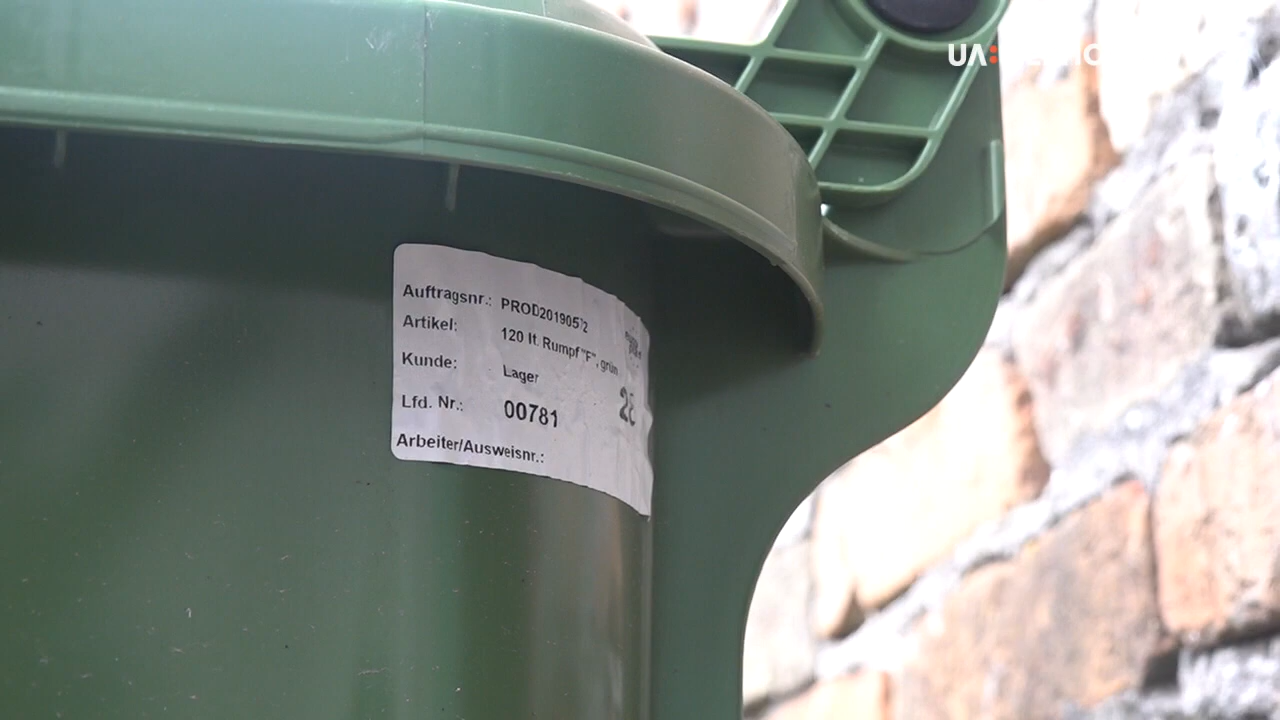 UA:
Auftragsnr.: PROD2019052
Artikel: 120 lt. Rumpf "F", grün
Kunde: Lager
Lfd. Nr.: 00781
Arbeiter/Ausweisnr.: